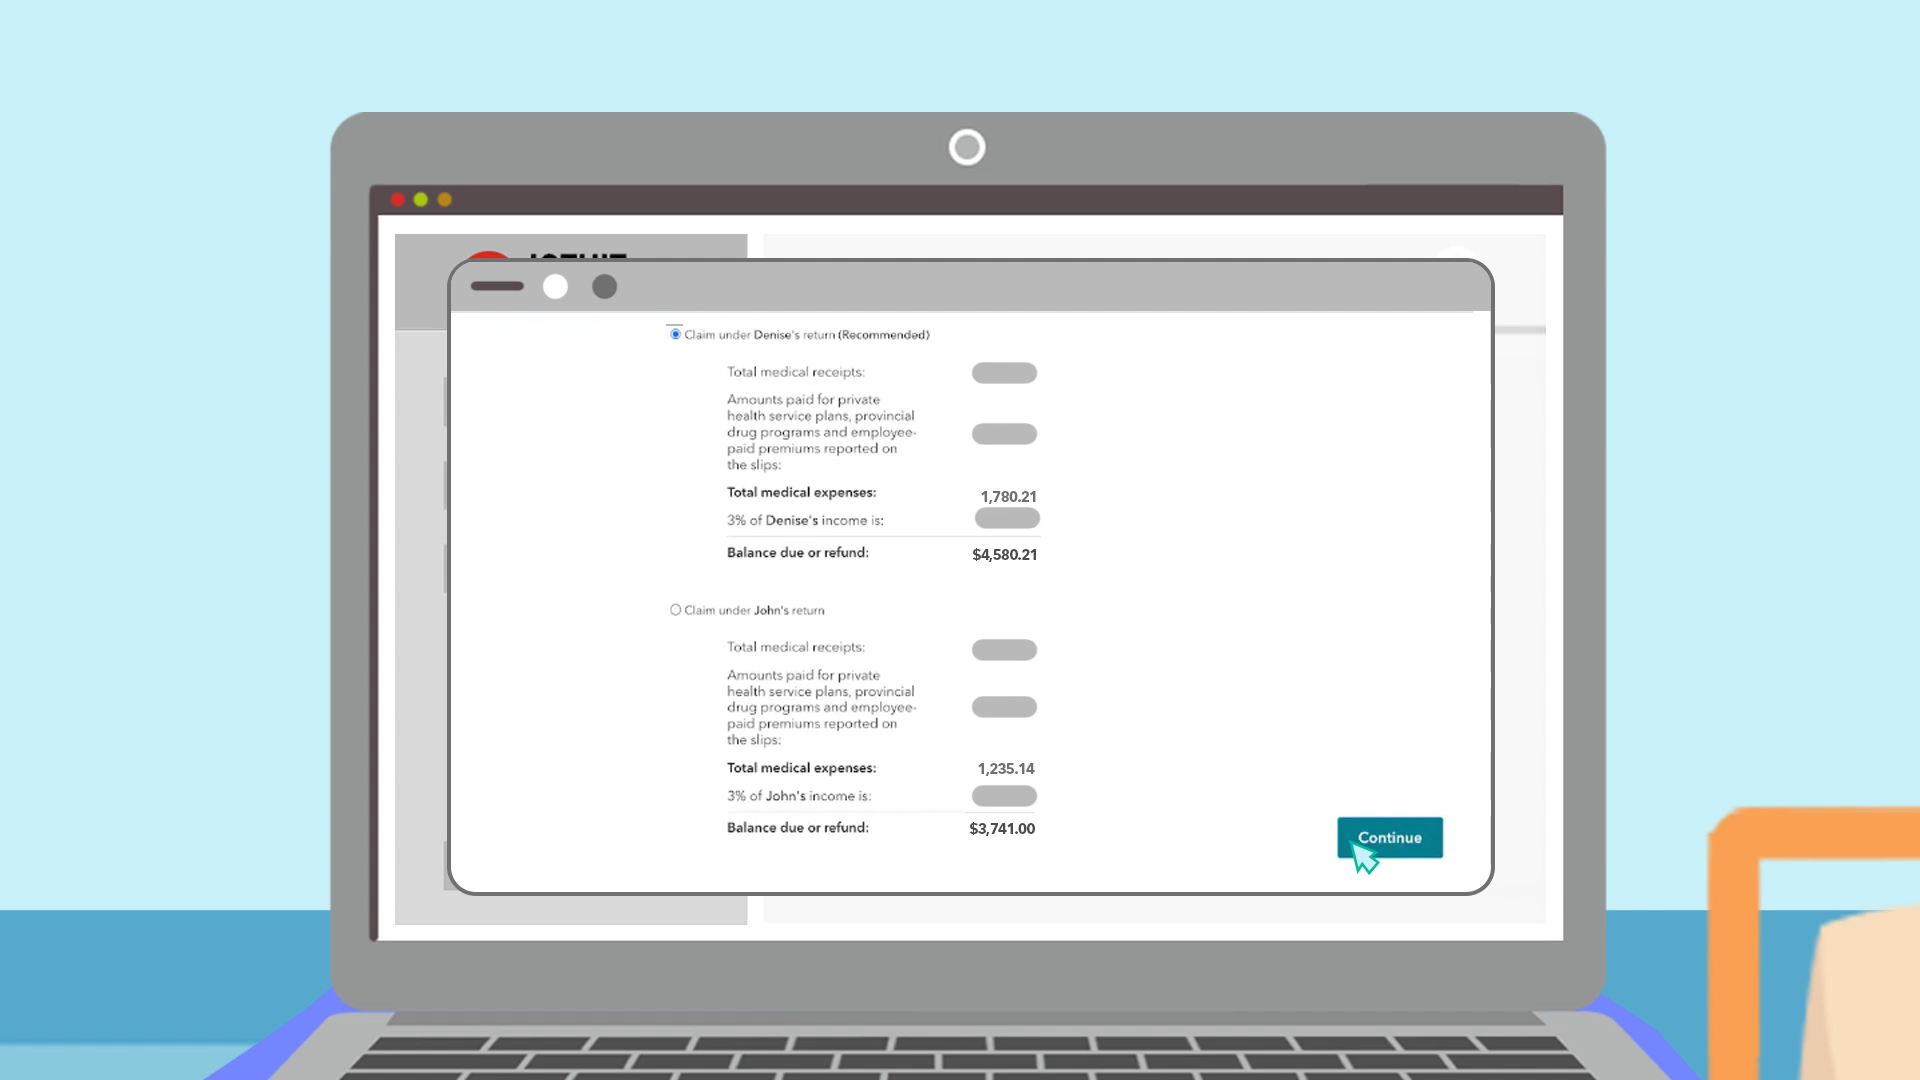 Claim under Denise's return (Recommended)
Total medical receipts:
Amounts paid for private
health service plans, provincial
drug programs and employee-
paid premiums reported on
the slips:
Total medical expenses: 1,780.21
3% of Denise's income is:
Balance due or refund: $4,580.21
Claim under John's return
Total medical receipts:
Amounts paid for private
health service plans, provincial
drug programs and employee-
paid premiums reported on
the slips:
Total medical expenses: 1,235.14
3% of John's income is:
Balance due or refund: $3,741.00
Continue